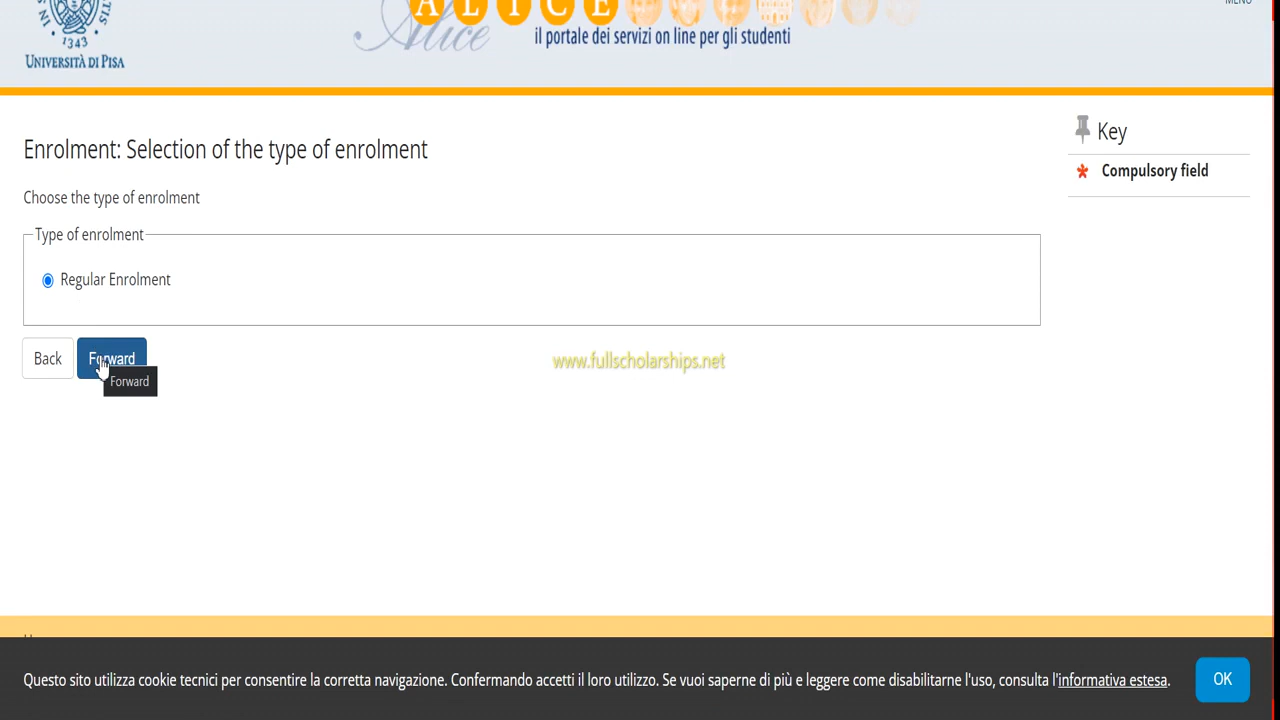 MENU
ALICE
Alice
il portale dei servizi on line per gli studenti
1343
UNIVERSITÀ DI PISA
Enrolment: Selection of the type of enrolment
Choose the type of enrolment
Type of enrolment
Regular Enrolment
Back
Forward
Forward
Key
Compulsory field
www.fullscholarships.net
Questo sito utilizza cookie tecnici per consentire la corretta navigazione. Confermando accetti il loro utilizzo. Se vuoi saperne di più e leggere come disabilitarne l'uso, consulta l'informativa estesa.
OK